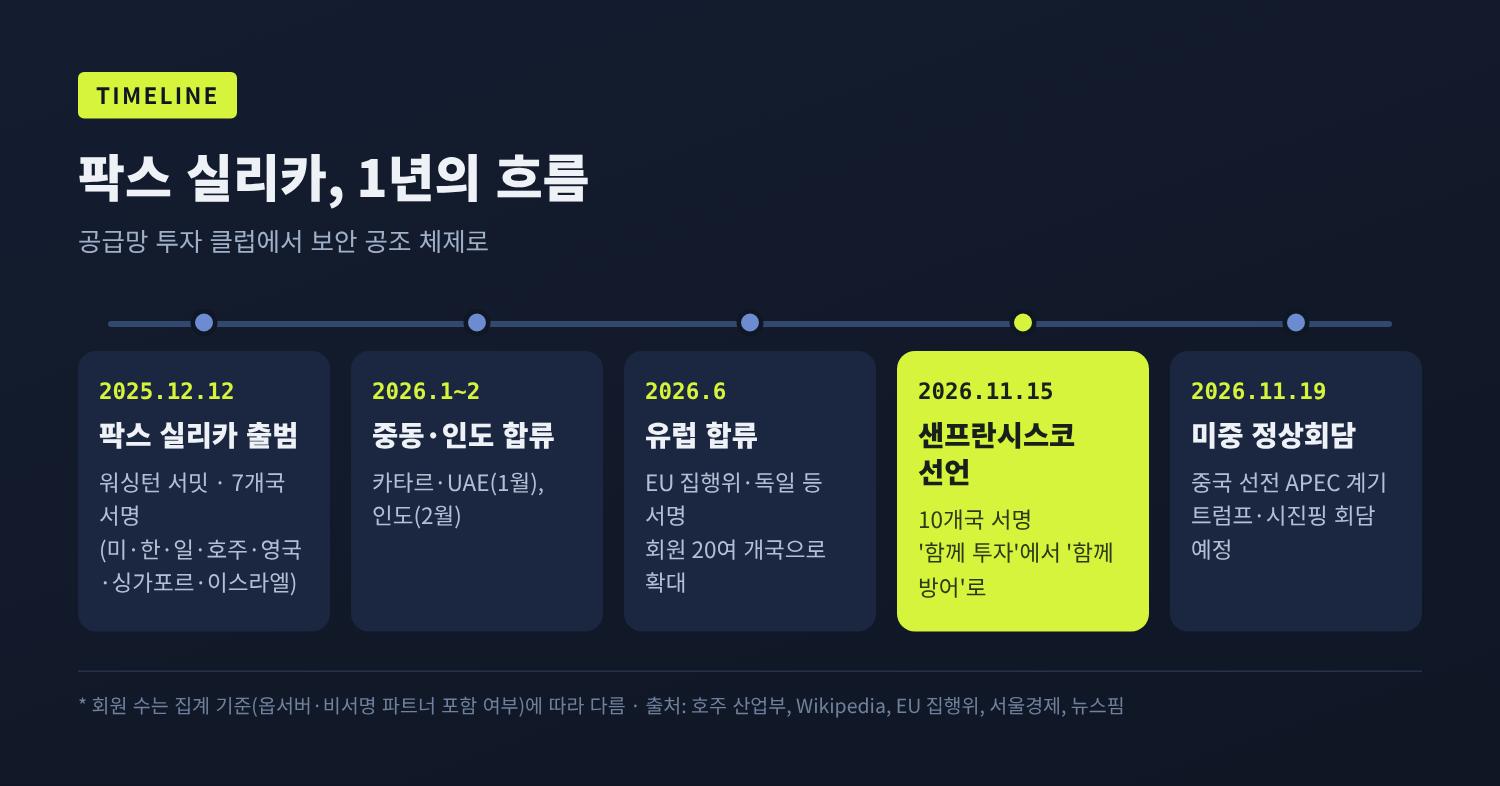 TIMELINE
팍스 실리카, 1년의 흐름
공급망 투자 클럽에서 보안 공조 체제로
2025.12.12
팍스 실리카 출범
워싱턴 서밋 · 7개국
서명
(미·한·일·호주·영국
·싱가포르·이스라엘)
2026.1~2
중동·인도 합류
카타르·UAE(1월),
인도(2월)
2026.6
유럽 합류
EU 집행위·독일 등
서명
회원 20여 개국으로
확대
2026.11.15
샌프란시스코
선언
10개국 서명
'함께 투자'에서 '함께
방어'로
2026.11.19
미중 정상회담
중국 선전 APEC 계기
트럼프·시진핑 회담
예정
* 회원 수는 집계 기준(옵서버·비서명 파트너 포함 여부)에 따라 다름 · 출처: 호주 산업부, Wikipedia, EU 집행위, 서울경제, 뉴스핌